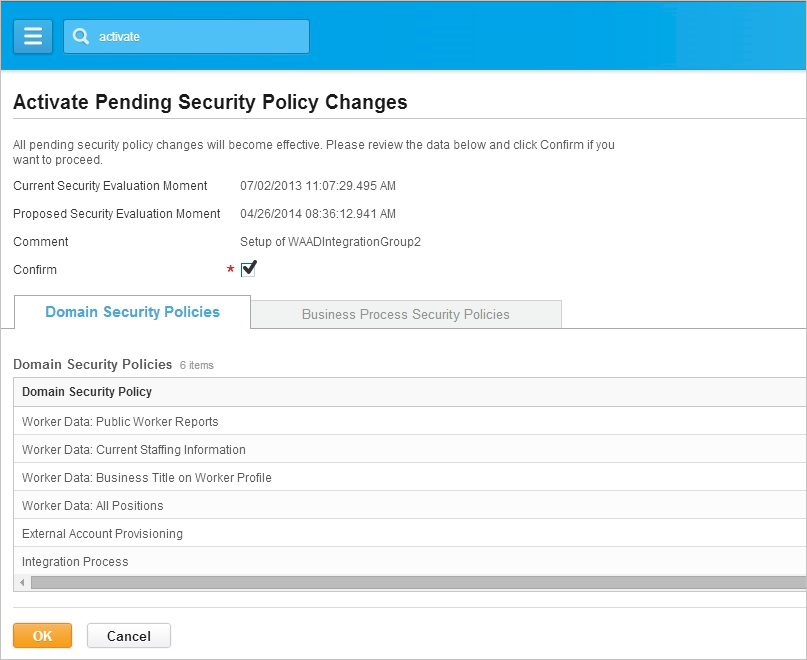 activate
Activate Pending Security Policy Changes
All pending security policy changes will become effective. Please review the data below and click Confirm if you
want to proceed.
Current Security Evaluation Moment 07/02/2013 11:07:29.495 AM
Proposed Security Evaluation Moment 04/26/2014 08:36:12.941 AM
Comment Setup of WAADIntegrationGroup2
Confirm *
Domain Security Policies Business Process Security Policies
Domain Security Policies 6 items
Domain Security Policy
Worker Data: Public Worker Reports
Worker Data: Current Staffing Information
Worker Data: Business Title on Worker Profile
Worker Data: All Positions
External Account Provisioning
Integration Process
OK Cancel